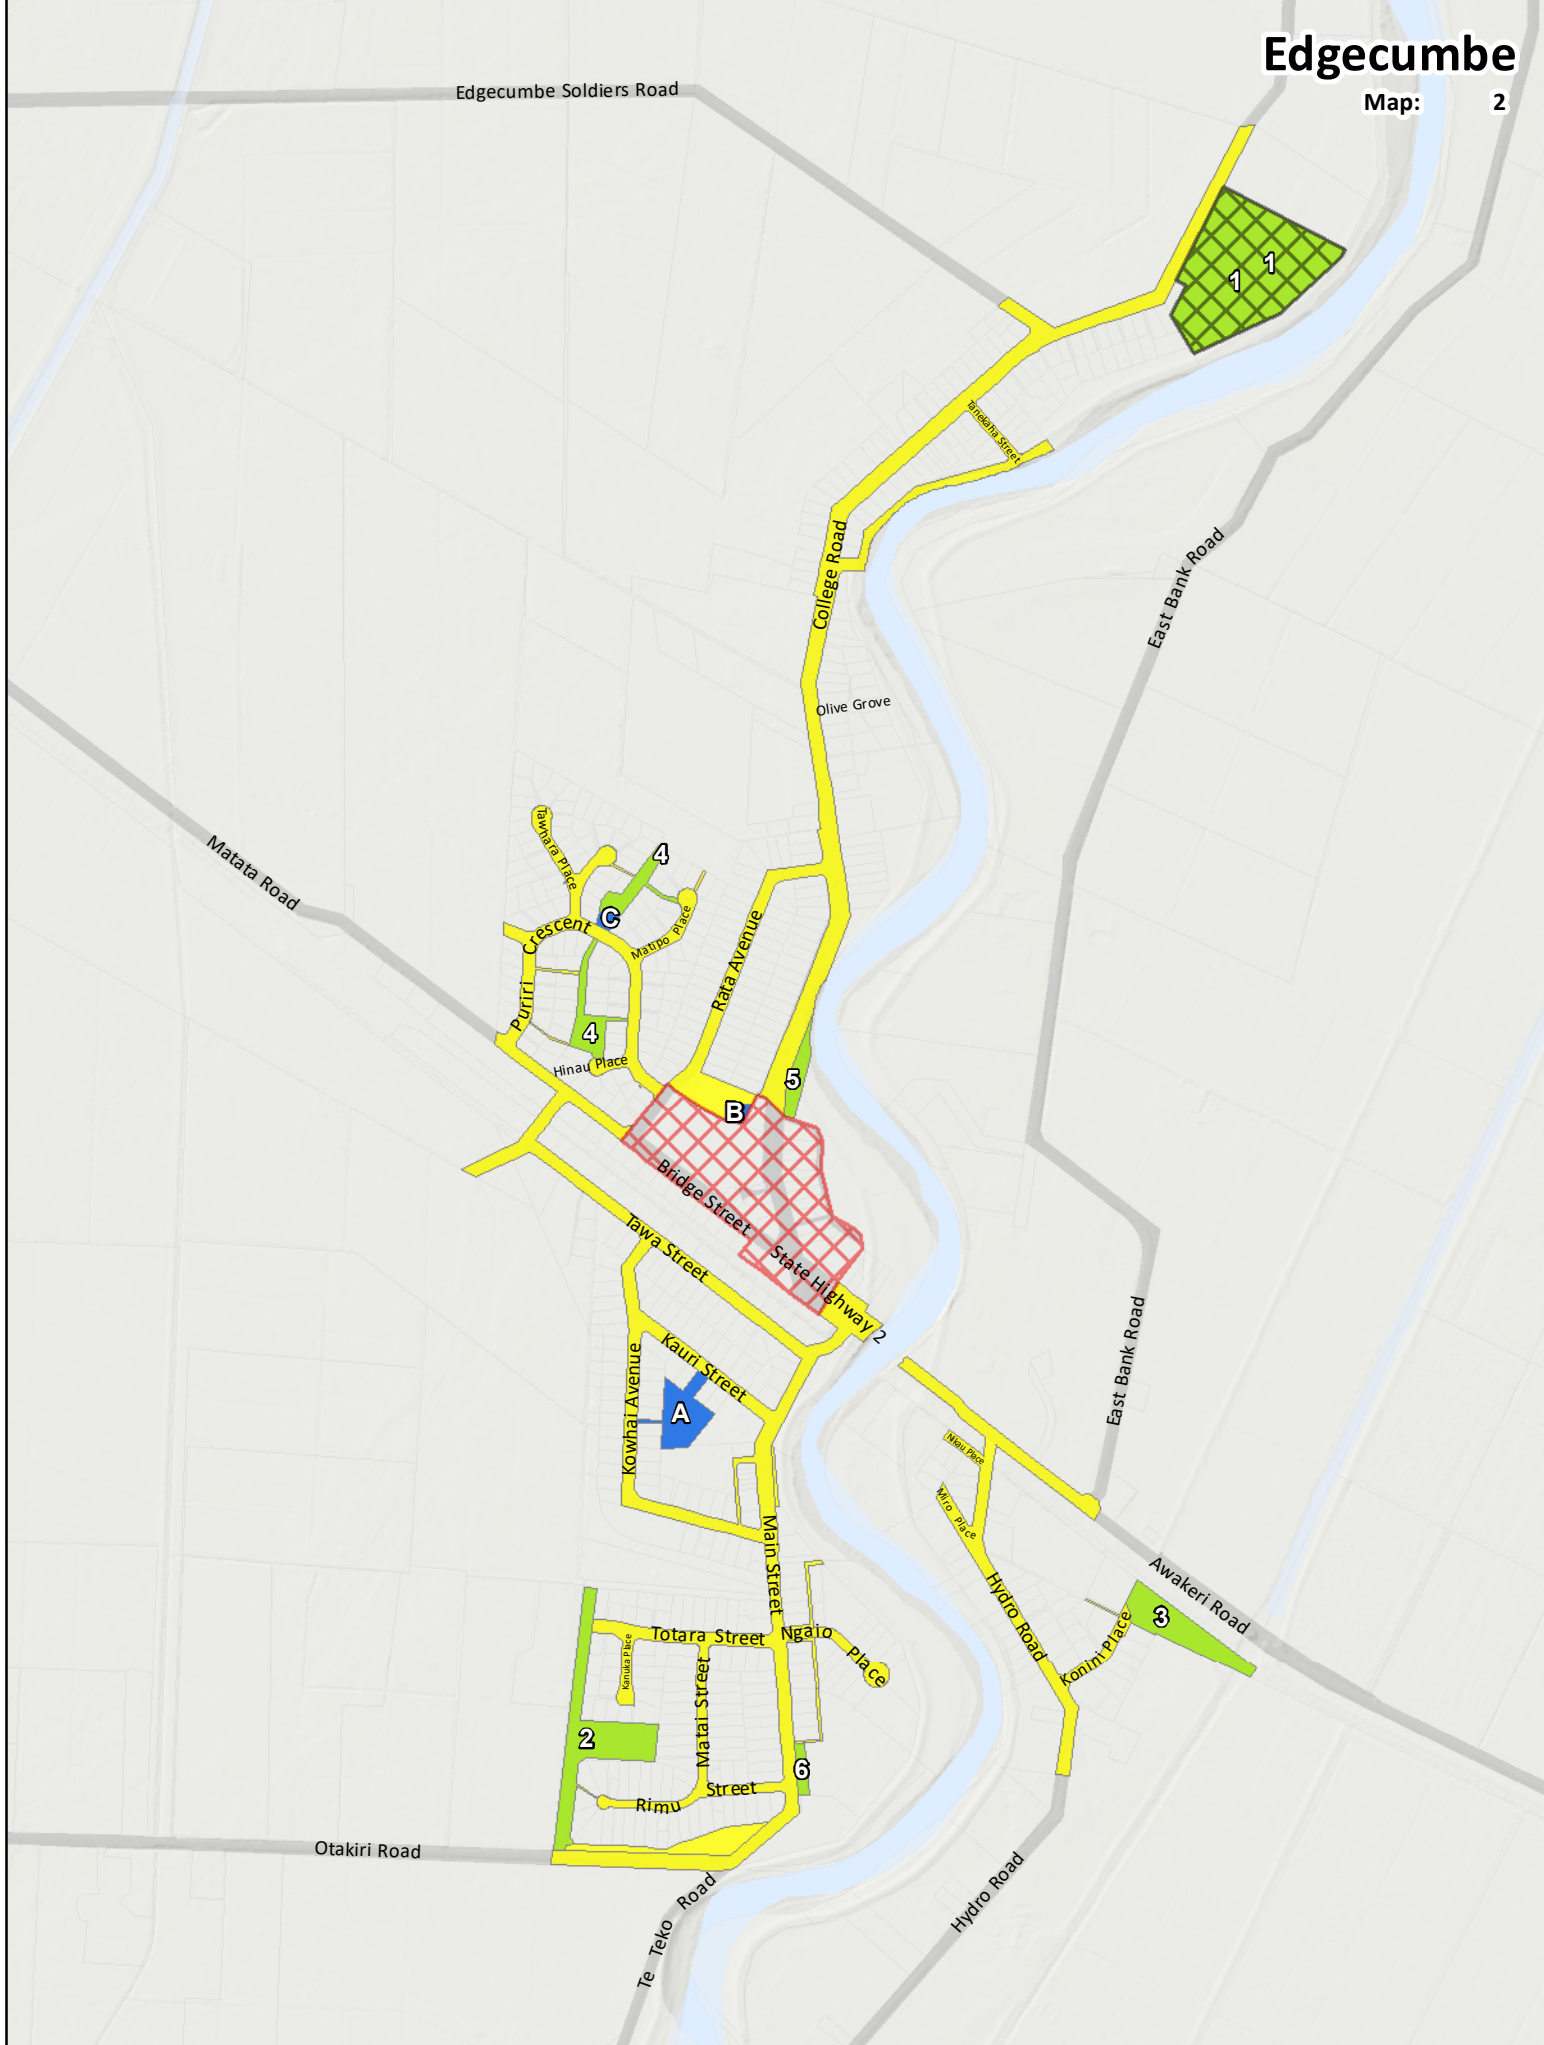 Edgecumbe
Map: 2
Edgecumbe Soldiers Road
1
1
Tanekaha Street
College Road
East Bank Road
Olive Grove
Matata Road
Tawhara Place
4
C
Crescent
Matipo Place
Rata Avenue
Puriri
4
Hinau Place
5
B
Bridge Street
State Highway 2
Tawa Street
Kauri Street
Kowhai Avenue
A
East Bank Road
Nikau Place
Miro Place
Main Street
Awakeri Road
Hydro Road
3
Konini Place
Totara Street
Ngaio Place
Kanuka Place
Matai Street
2
6
Rimu Street
Otakiri Road
Te Teko Road
Hydro Road